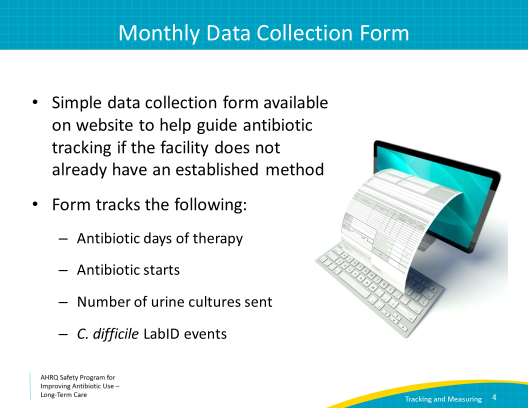 Monthly Data Collection Form
• Simple data collection form available
on website to help guide antibiotic
tracking if the facility does not
already have an established method
• Form tracks the following:
– Antibiotic days of therapy
– Antibiotic starts
– Number of urine cultures sent
– C. difficile LabID events
AHRQ Safety Program for
Improving Antibiotic Use –
Long-Term Care
Tracking and Measuring 4